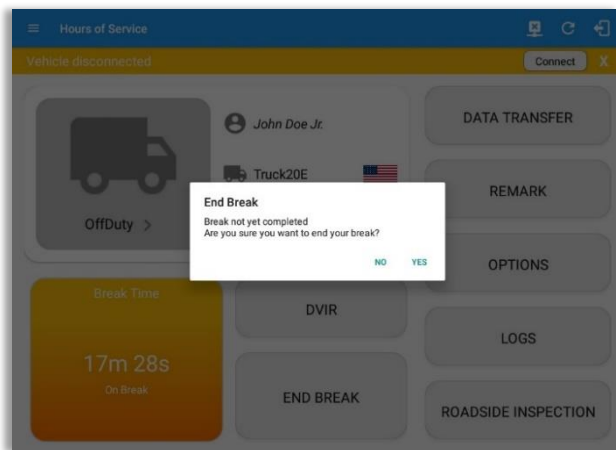 Hours of Service
Vehicle disconnected
Connect
X
John Doe Jr.
Truck20E
OffDuty >
DATA TRANSFER
REMARK
OPTIONS
LOGS
ROADSIDE INSPECTION
End Break
Break not yet completed
Are you sure you want to end your break?
NO YES
Break Time
17m 28s
On Break
DVIR
END BREAK